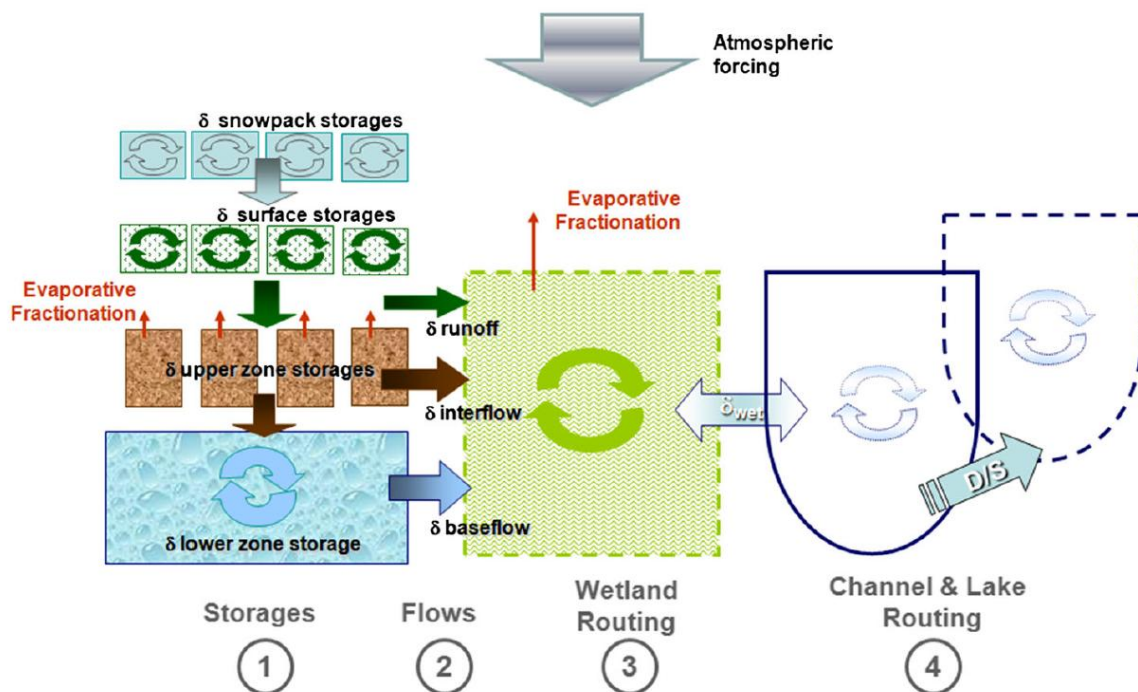 Atmospheric
forcing
δ snowpack storages
δ surface storages
Evaporative
Fractionation
δ upper zone storages
δ lower zone storage
δ runoff
δ interflow
δ baseflow
Evaporative
Fractionation
δwet
D/S
Storages
1
Flows
2
Wetland
Routing
3
Channel & Lake
Routing
4